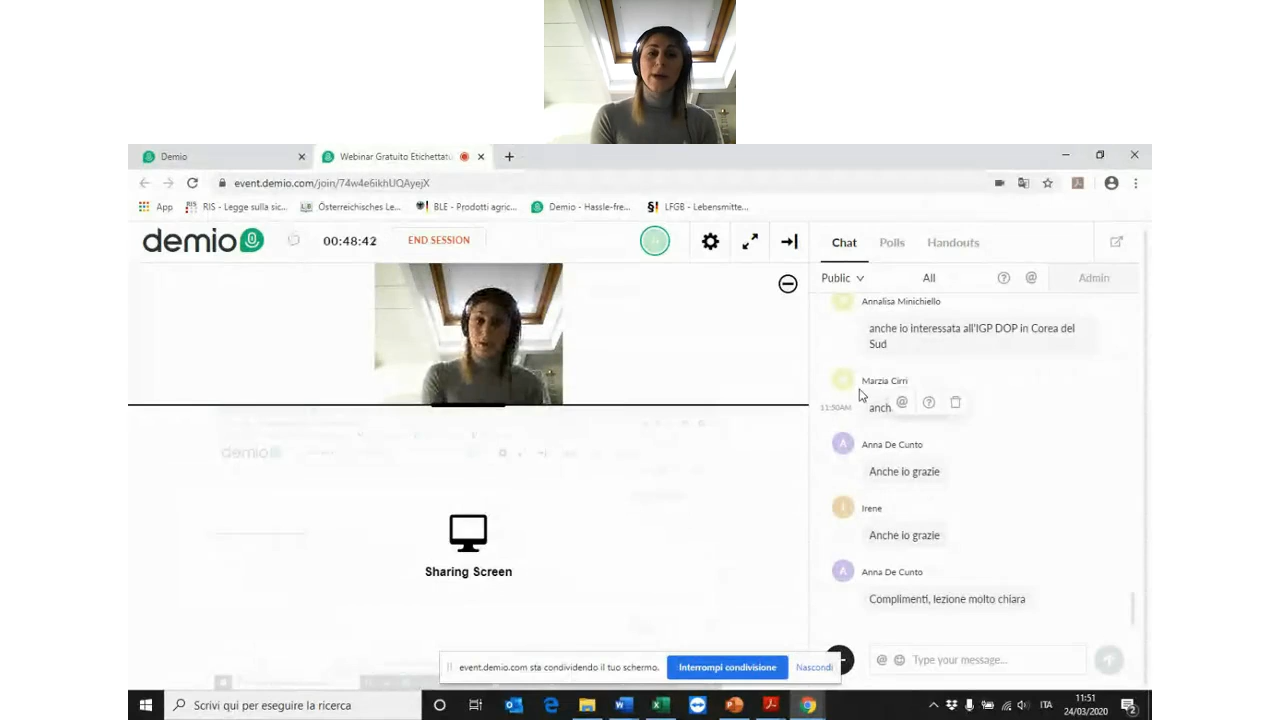 Demio
Webinar Gratuito Etichettatu
event.demio.com/join/74w4e6ikhUQAyejX
App
RIS - Legge sulla sic...
Österreichisches Le...
BLE - Prodotti agric...
Demio - Hassle-fre...
LFGB - Lebensmitte...
demio
00:48:42
END SESSION
Chat
Polls
Handouts
Public
All
Admin
Annalisa Minichiello
anche io interessata all'IGP DOP in Corea del
Sud
Marzia Cirri
11:50AM
anch
A
Anna De Cunto
Anche io grazie
I
Irene
Anche io grazie
A
Anna De Cunto
Complimenti, lezione molto chiara
demio
Sharing Screen
event.demio.com sta condividendo il tuo schermo.
Interrompi condivisione
Nascondi
Type your message...
Scrivi qui per eseguire la ricerca
ITA
11:51
24/03/2020
2